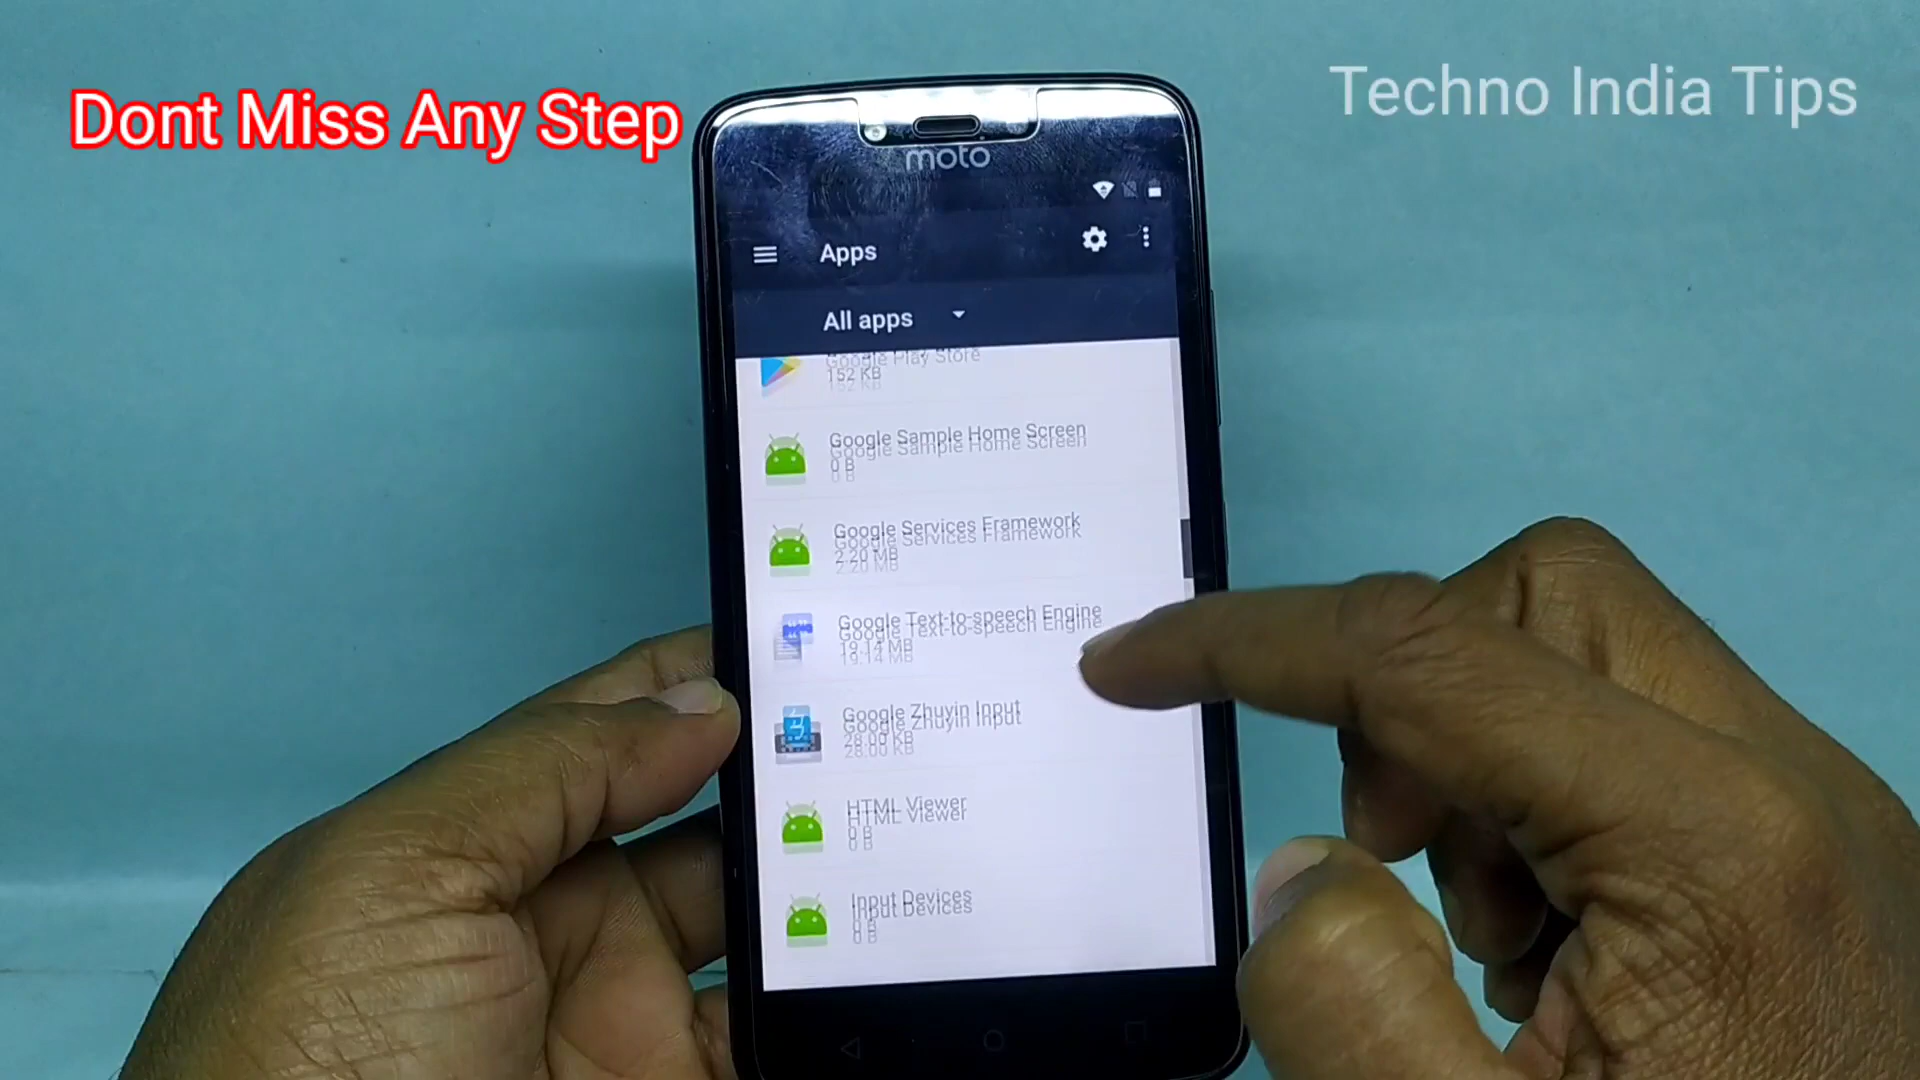 Dont Miss Any Step
Techno India Tips
moto
Apps
All apps
Google Play Store
152 KB
Google Sample Home Screen
0 B
Google Services Framework
2.20 MB
Google Text-to-speech Engine
19.14 MB
Google Zhuyin Input
28.00 KB
HTML Viewer
0 B
Input Devices
0 B